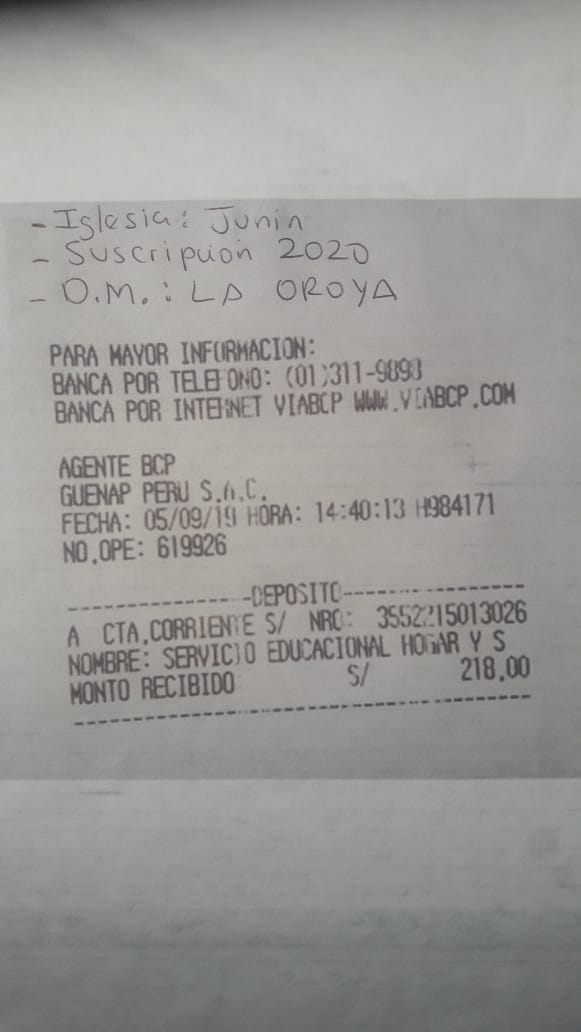 - Iglesia: Junin
- Suscripcion 2020
- D.M.: LA OROYA
PARA MAYOR INFORMACION:
BANCA POR TELEFONO: (01)311-9898
BANCA POR INTERNET VIABCP WWW.VIABCP.COM
AGENTE BCP
GUENAP PERU S.A.C.
FECHA: 05/09/19 HORA: 14:40:13 H984171
NO.OPE: 619926
-DEPOSITO-
A CTA.CORRIENTE S/ NRO: 3552215013026
NOMBRE: SERVICIO EDUCACIONAL HOGAR Y S
MONTO RECIBIDO S/ 218.00